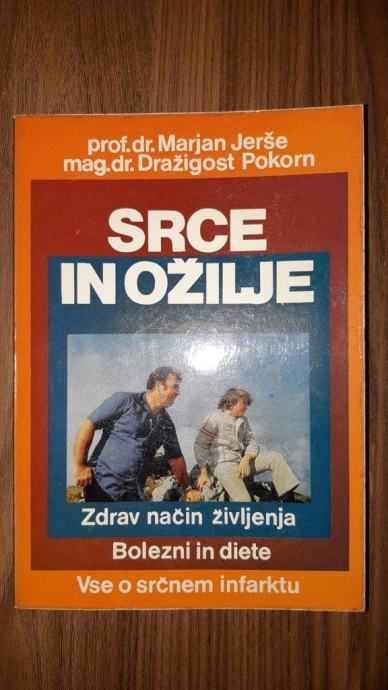 prof.dr.Marjan Jerše
mag.dr.Dražigost Pokorn
SRCE
IN OŽILJE
Zdrav način življenja
Bolezni in diete
Vse o srčnem infarktu